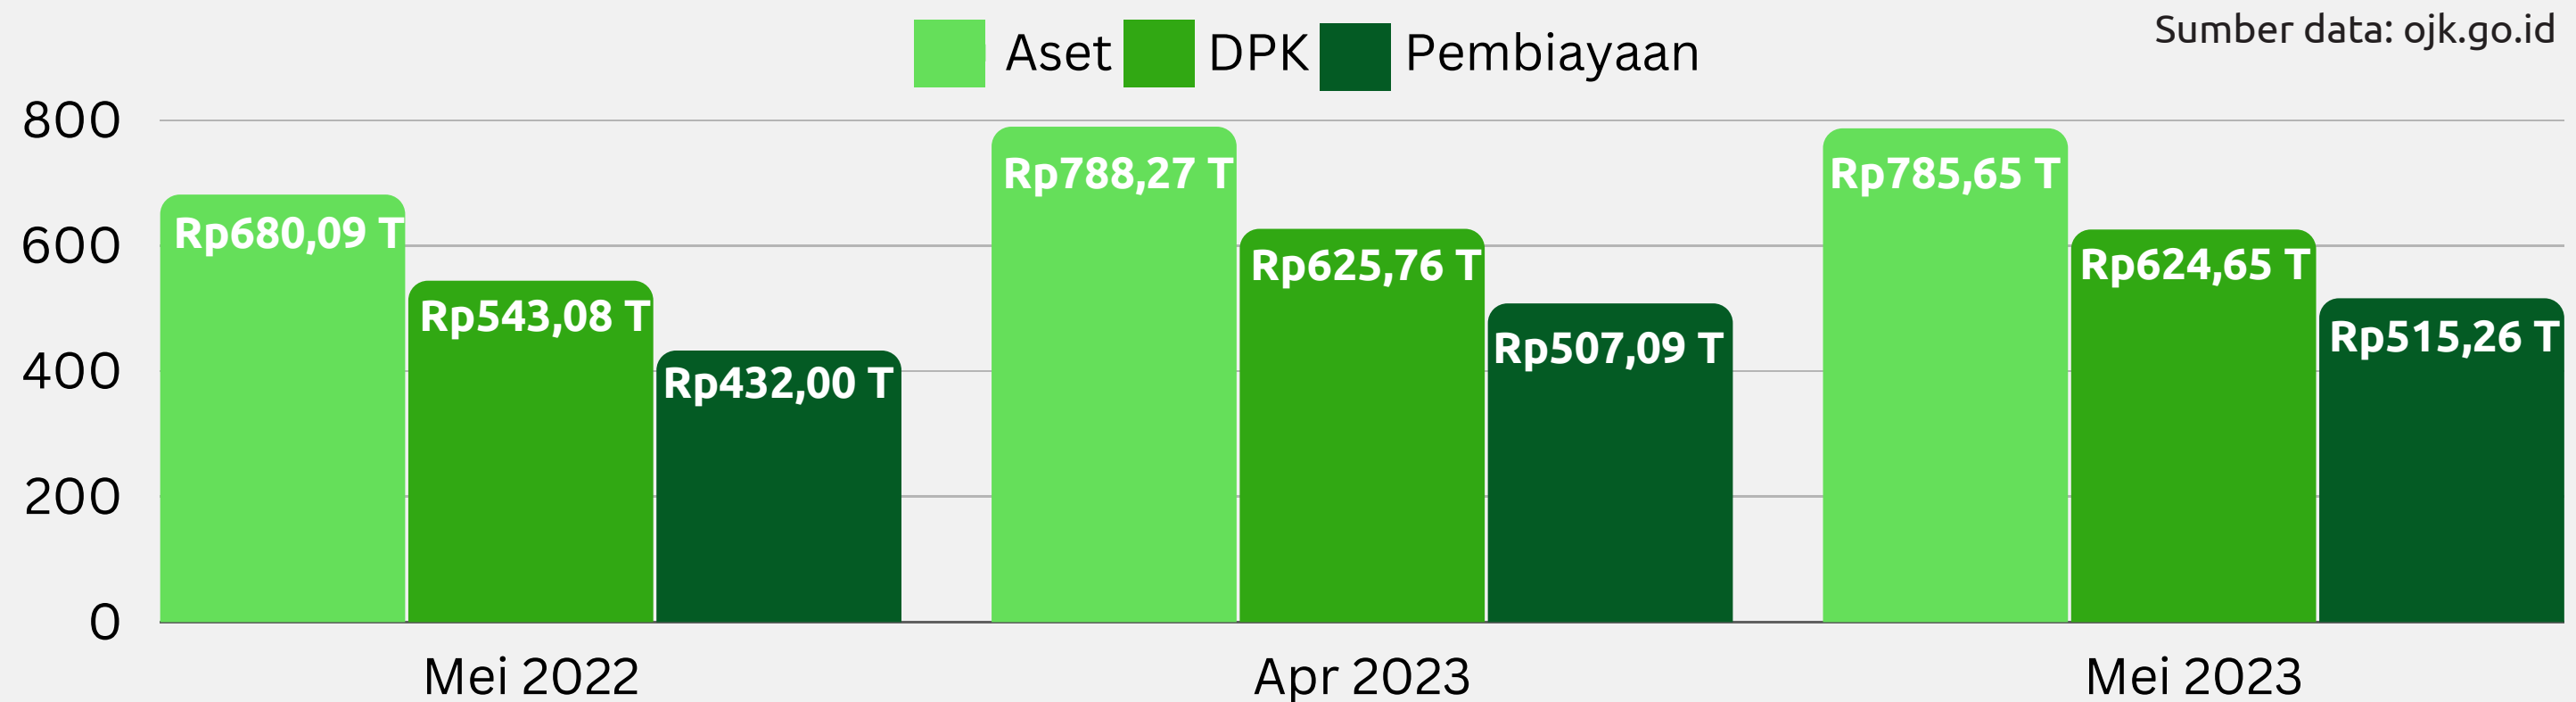 Sumber data: ojk.go.id
Aset DPK Pembiayaan
800
600
400
200
0
Rp680,09 T
Rp543,08 T
Rp432,00 T
Rp788,27 T
Rp625,76 T
Rp507,09 T
Rp785,65 T
Rp624,65 T
Rp515,26 T
Mei 2022
Apr 2023
Mei 2023